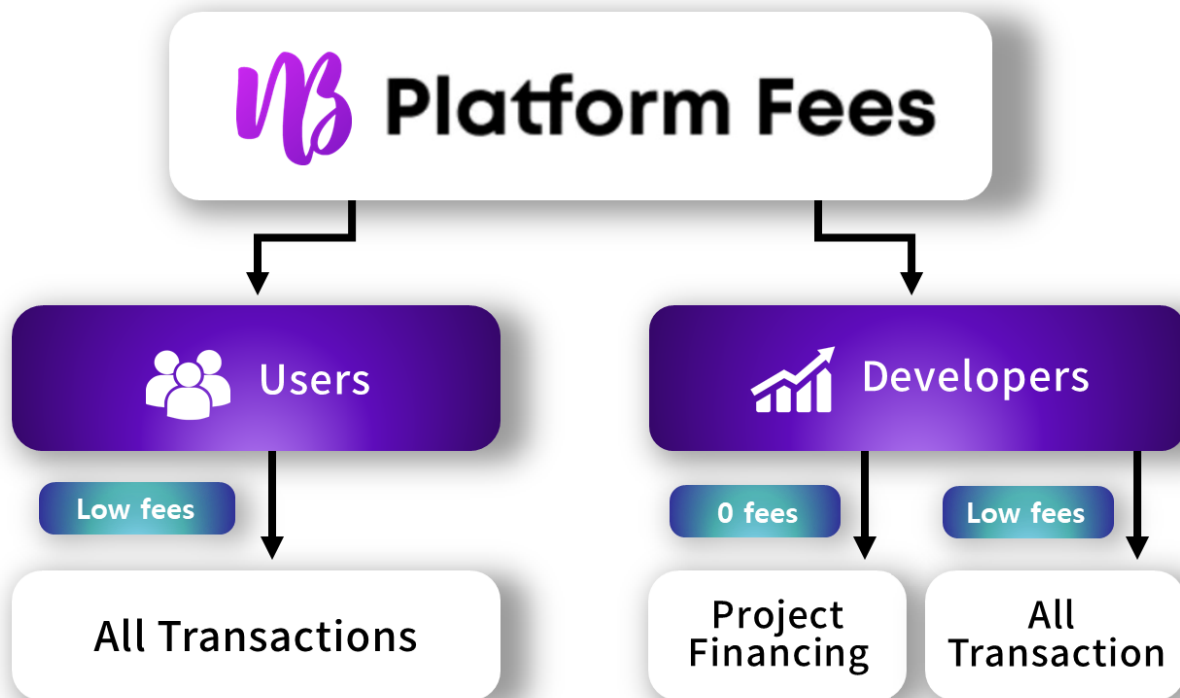 NB Platform Fees
Users
Developers
Low fees
0 fees
Low fees
All Transactions
Project
Financing
All
Transaction